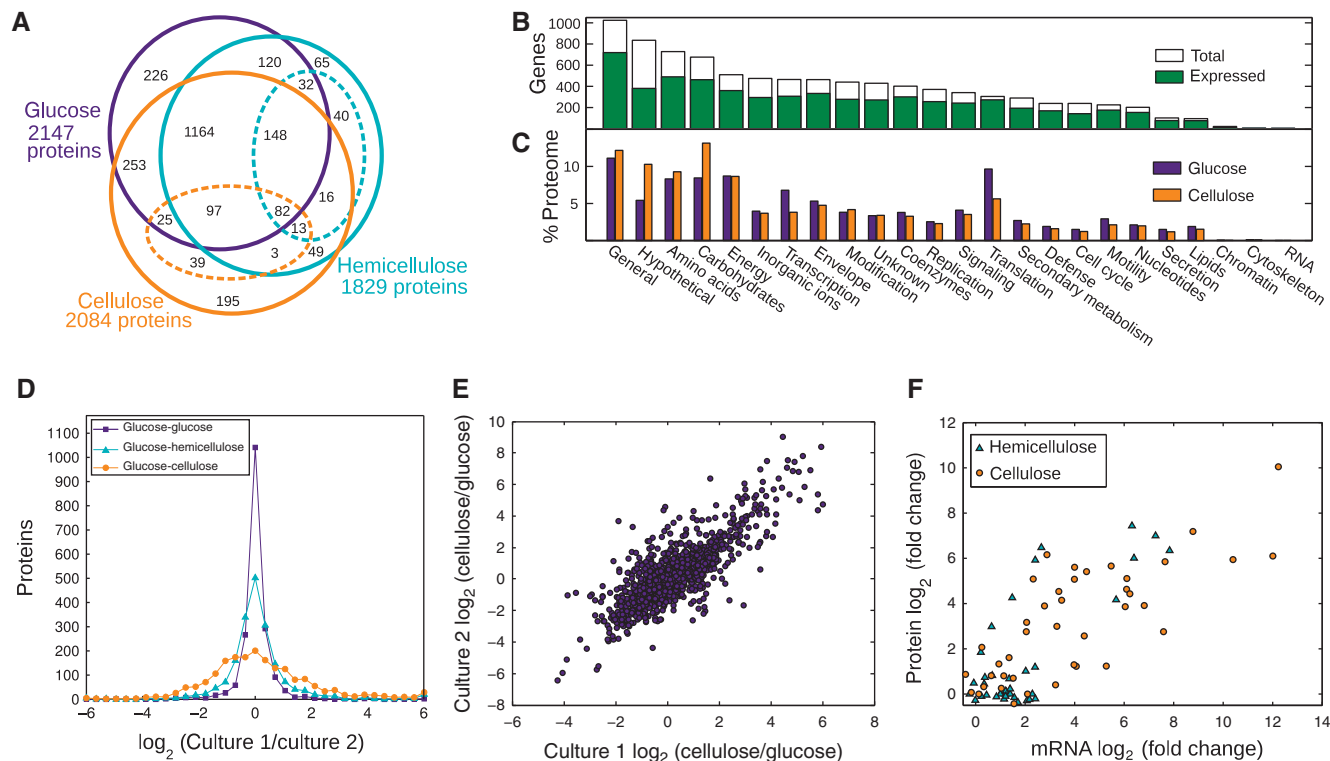 A
226
120
65
32
40
Glucose
2147
proteins
1164
148
253
16
97
82
25
13
3
49
39
Hemicellulose
1829 proteins
Cellulose
2084 proteins
195
B
Genes
1000
800
600
400
200
Total
Expressed
C
% Proteome
10
5
Glucose
Cellulose
General
Hypothetical
Amino acids
Carbohydrates
Energy
Inorganic ions
Transcription
Envelope
Modification
Unknown
Coenzymes
Replication
Signaling
Translation
Secondary metabolism
Defense
Cell cycle
Motility
Nucleotides
Secretion
Lipids
Chromatin
Cytoskeleton
RNA
D
Proteins
1100
1000
900
800
700
600
500
400
300
200
100
0
Glucose-glucose
Glucose-hemicellulose
Glucose-cellulose
−6 −4 −2 0 2 4 6
log2 (Culture 1/culture 2)
E
Culture 2 log2 (cellulose/glucose)
10
8
6
4
2
0
−2
−4
−6
−8
−6 −4 −2 0 2 4 6 8
Culture 1 log2 (cellulose/glucose)
F
Protein log2 (fold change)
12
10
8
6
4
2
0
Hemicellulose
Cellulose
0 2 4 6 8 10 12 14
mRNA log2 (fold change)